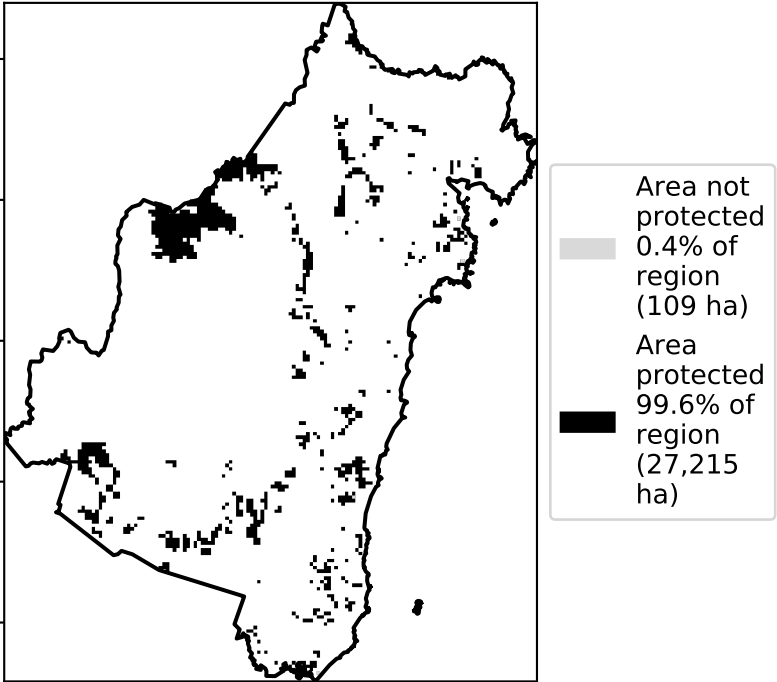 Area not
protected
0.4% of
region
(109 ha)
Area
protected
99.6% of
region
(27,215
ha)